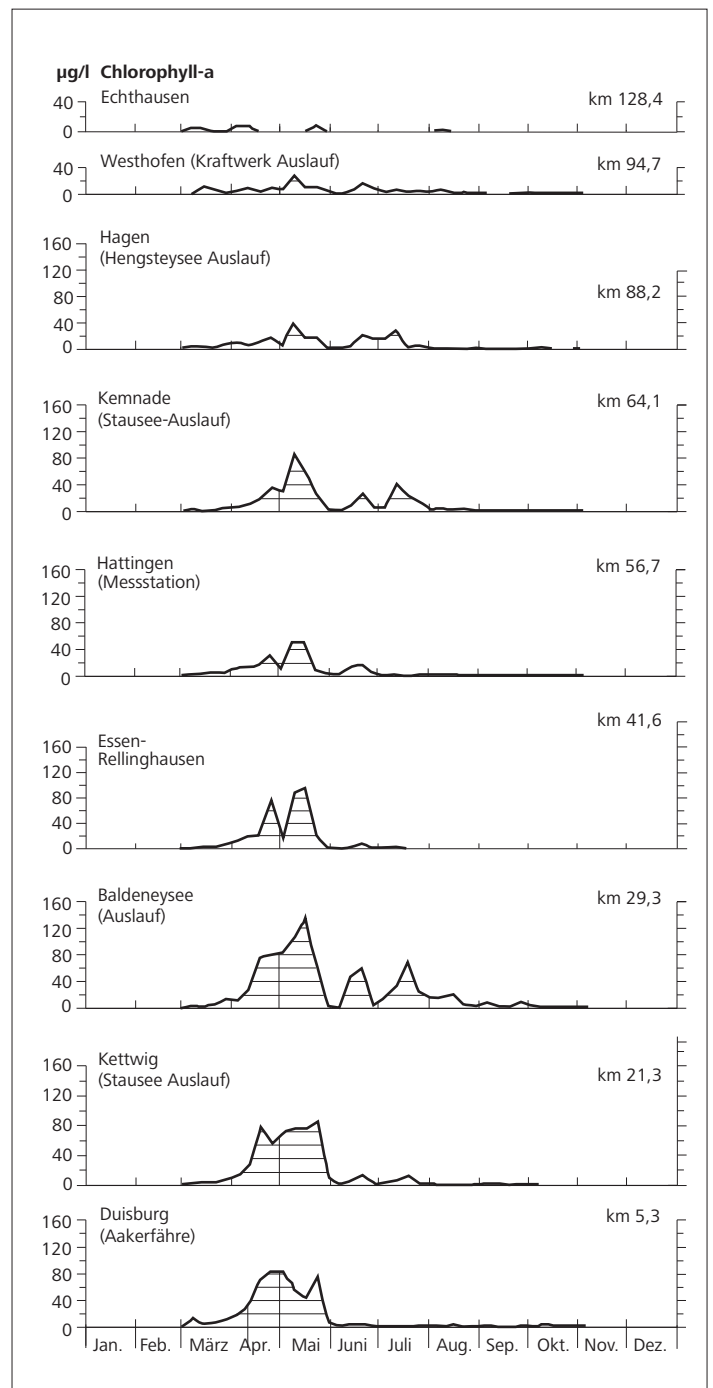 µg/l Chlorophyll-a
Echthausen
km 128,4
40
0
Westhofen (Kraftwerk Auslauf)
km 94,7
40
0
Hagen
(Hengsteysee Auslauf)
km 88,2
160
120
80
40
0
Kemnade
(Stausee-Auslauf)
km 64,1
160
120
80
40
0
Hattingen
(Messstation)
km 56,7
160
120
80
40
0
Essen-
Rellinghausen
km 41,6
160
120
80
40
0
Baldeneysee
(Auslauf)
km 29,3
160
120
80
40
0
Kettwig
(Stausee Auslauf)
km 21,3
160
120
80
40
0
Duisburg
(Aakerfähre)
km 5,3
160
120
80
40
0
Jan. Feb. März Apr. Mai Juni Juli Aug. Sep. Okt. Nov. Dez.